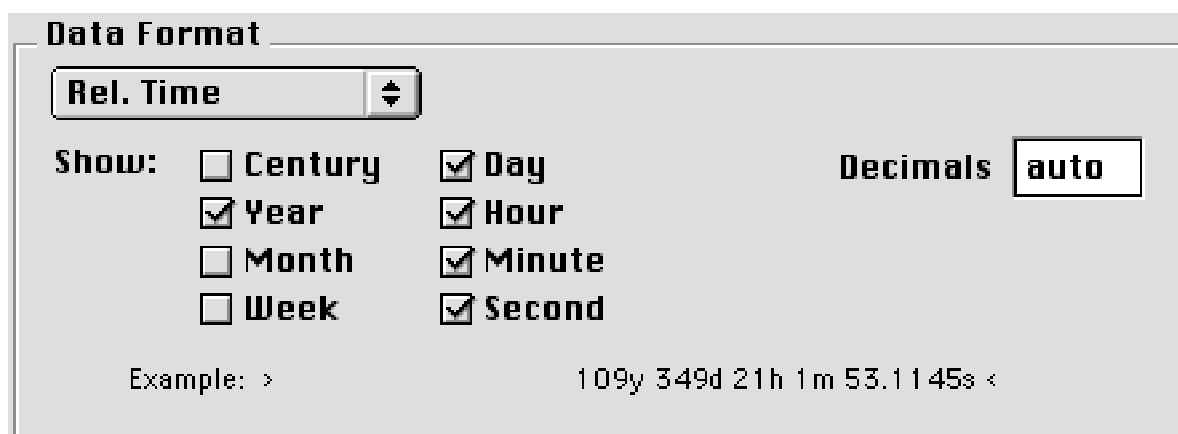 Data Format
Rel. Time
Show: Century Day Decimals auto
Year Hour
Month Minute
Week Second
Example: > 109y 349d 21h 1m 53.1145s <